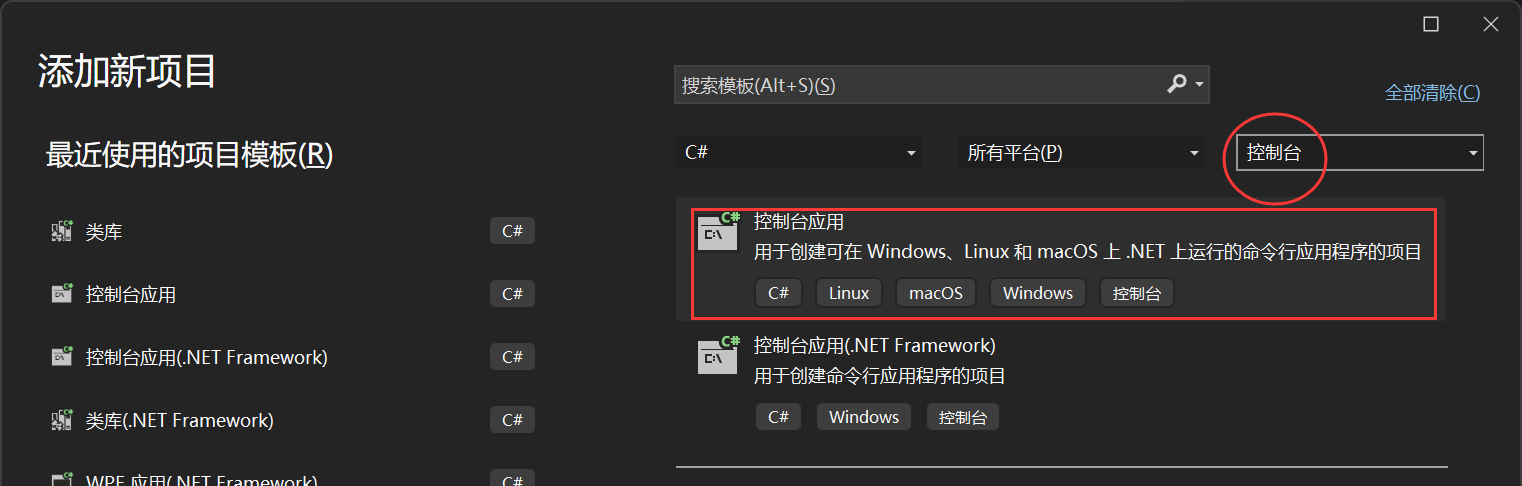 添加新项目
搜索模板(Alt+S)(S)
全部清除(C)
最近使用的项目模板(R)
C#
所有平台(P)
控制台
类库
C#
控制台应用
C#
控制台应用(.NET Framework)
C#
类库(.NET Framework)
C#
WPF 应用(.NET Framework)
C#
C#
C:\
控制台应用
用于创建可在 Windows、Linux 和 macOS 上 .NET 上运行的命令行应用程序的项目
C# Linux macOS Windows 控制台
C#
C:\
控制台应用(.NET Framework)
用于创建命令行应用程序的项目
C# Windows 控制台